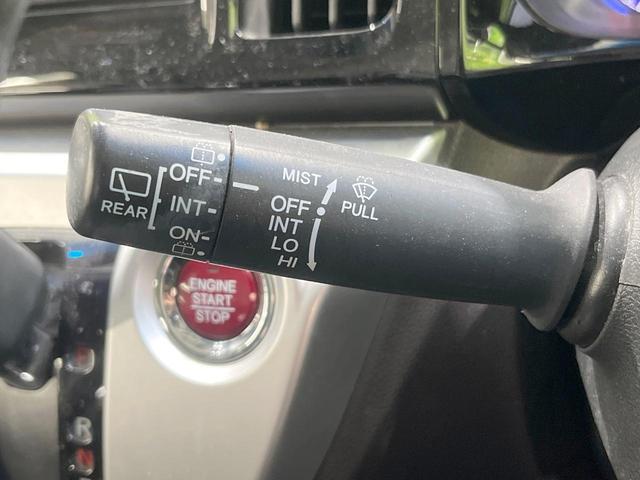 OFF
INT
ON
REAR
MIST
OFF
INT
LO
HI
PULL
ENGINE
START
STOP
R
N